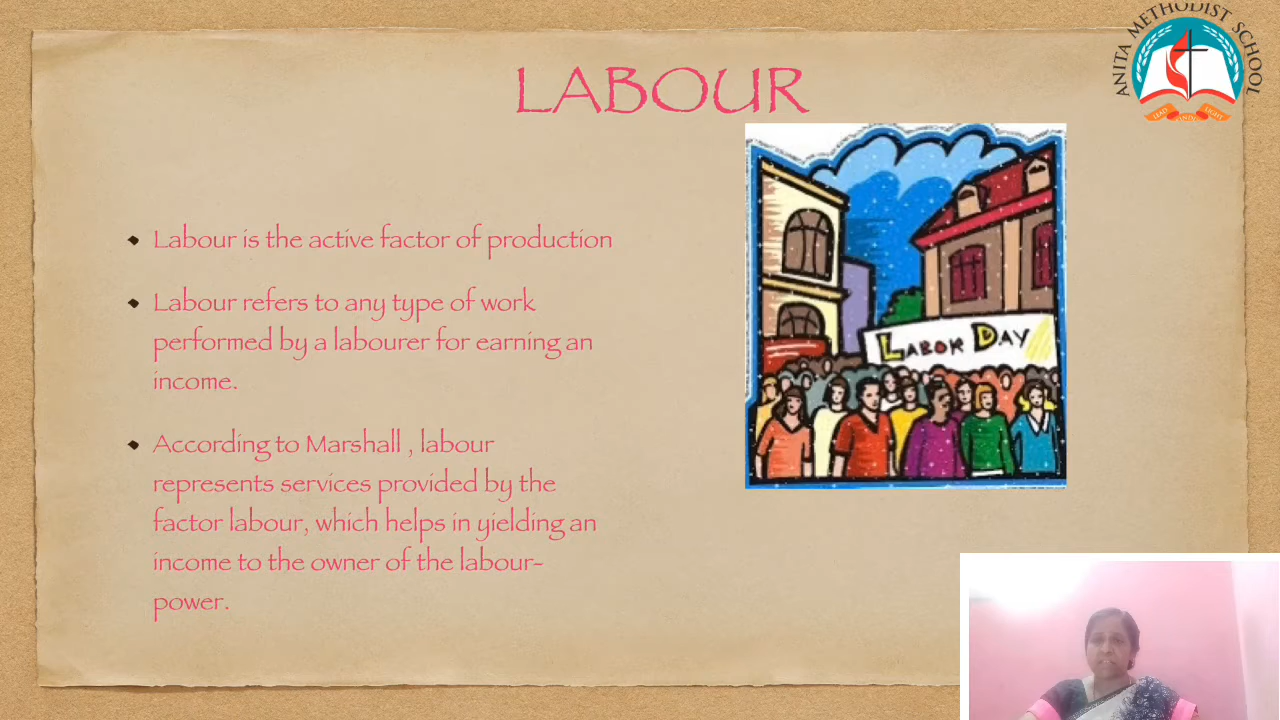 ANITA METHODIST SCHOOL
LEAD
LIGHT
LABOUR
Labour is the active factor of production
Labour refers to any type of work
performed by a labourer for earning an
income.
According to Marshall , labour
represents services provided by the
factor labour, which helps in yielding an
income to the owner of the labour-
power.
LABOR DAY